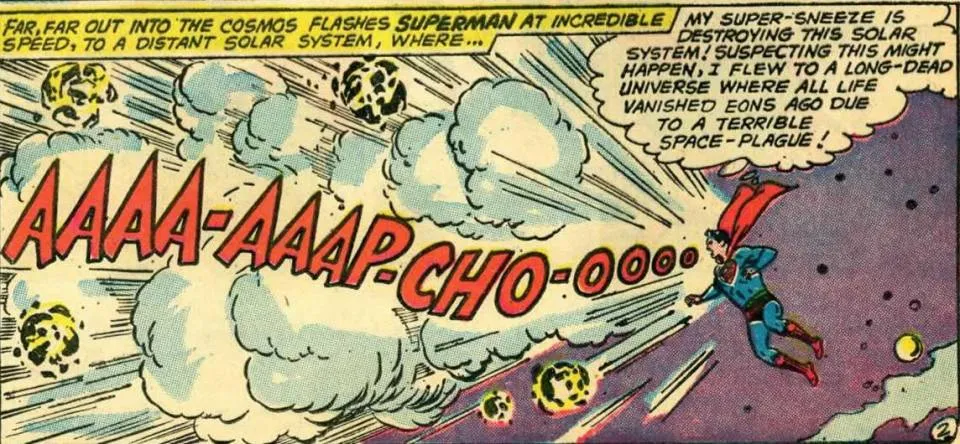 FAR, FAR OUT INTO THE COSMOS FLASHES SUPERMAN AT INCREDIBLE
SPEED, TO A DISTANT SOLAR SYSTEM, WHERE...
MY SUPER-SNEEZE IS
DESTROYING THIS SOLAR
SYSTEM! SUSPECTING THIS MIGHT
HAPPEN, I FLEW TO A LONG-DEAD
UNIVERSE WHERE ALL LIFE
VANISHED EONS AGO DUE
TO A TERRIBLE
SPACE-PLAGUE!
AAAA-AAAP-CHO-OOOOO
2